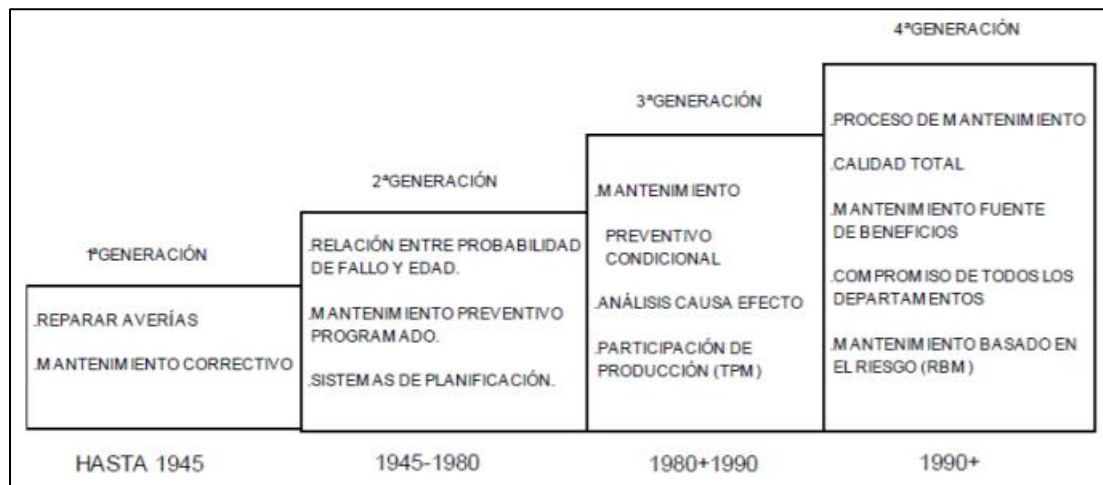 1ªGENERACIÓN
.REPARAR AVERÍAS
.MANTENIMIENTO CORRECTIVO
HASTA 1945
2ªGENERACIÓN
.RELACIÓN ENTRE PROBABILIDAD
DE FALLO Y EDAD.
.MANTENIMIENTO PREVENTIVO
PROGRAMADO.
.SISTEMAS DE PLANIFICACIÓN.
1945-1980
3ªGENERACIÓN
.MANTENIMIENTO
PREVENTIVO
CONDICIONAL
.ANÁLISIS CAUSA EFECTO
.PARTICIPACIÓN DE
PRODUCCIÓN (TPM)
1980+1990
4ªGENERACIÓN
.PROCESO DE MANTENIMIENTO
.CALIDAD TOTAL
.MANTENIMIENTO FUENTE
DE BENEFICIOS
.COMPROMISO DE TODOS LOS
DEPARTAMENTOS
.MANTENIMIENTO BASADO EN
EL RIESGO (RBM)
1990+